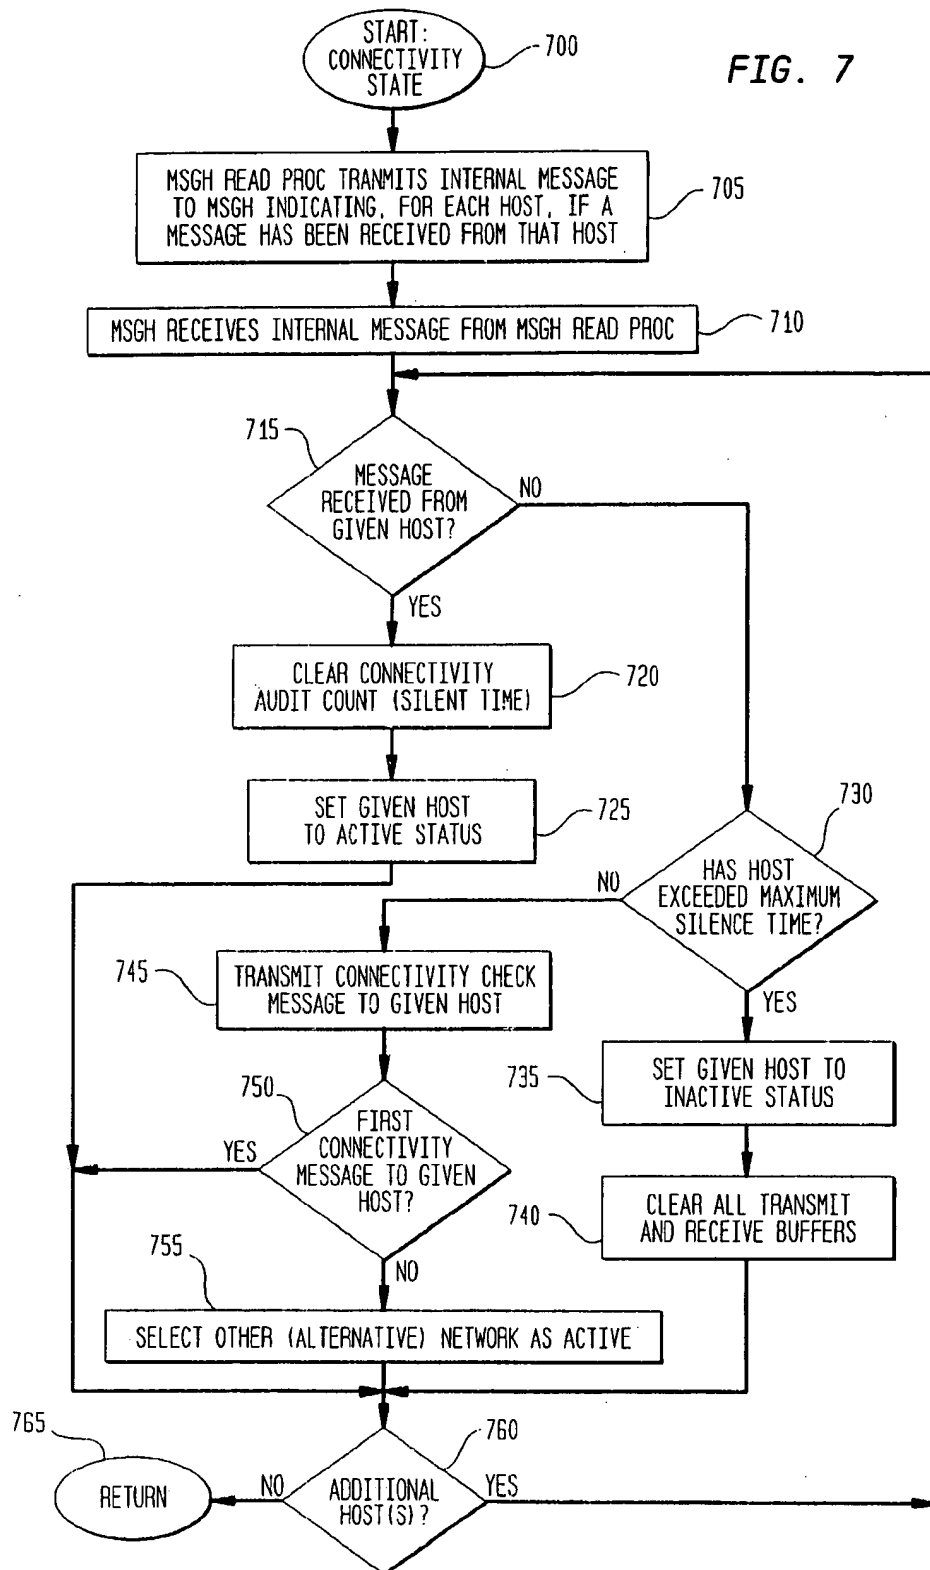 START:
CONNECTIVITY
STATE
700
FIG. 7
MSGH READ PROC TRANMITS INTERNAL MESSAGE
TO MSGH INDICATING, FOR EACH HOST, IF A
MESSAGE HAS BEEN RECEIVED FROM THAT HOST
705
MSGH RECEIVES INTERNAL MESSAGE FROM MSGH READ PROC
710
715
MESSAGE
RECEIVED FROM
GIVEN HOST?
NO
YES
CLEAR CONNECTIVITY
AUDIT COUNT (SILENT TIME)
720
SET GIVEN HOST
TO ACTIVE STATUS
725
730
HAS HOST
EXCEEDED MAXIMUM
SILENCE TIME?
NO
YES
745
TRANSMIT CONNECTIVITY CHECK
MESSAGE TO GIVEN HOST
735
SET GIVEN HOST TO
INACTIVE STATUS
750
FIRST
CONNECTIVITY
MESSAGE TO GIVEN
HOST?
YES
NO
740
CLEAR ALL TRANSMIT
AND RECEIVE BUFFERS
755
SELECT OTHER (ALTERNATIVE) NETWORK AS ACTIVE
765
RETURN
NO
760
ADDITIONAL
HOST(S)?
YES